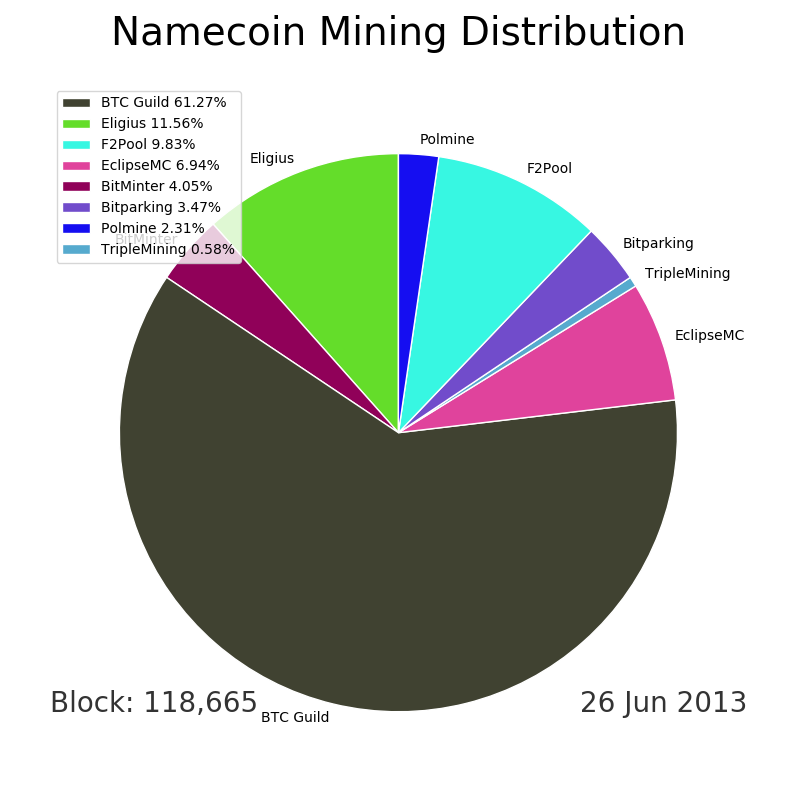 Namecoin Mining Distribution
BTC Guild 61.27%
Eligius 11.56%
F2Pool 9.83%
EclipseMC 6.94%
BitMinter 4.05%
Bitparking 3.47%
Polmine 2.31%
TripleMining 0.58%
Polmine
Eligius
F2Pool
BitMinter
Bitparking
TripleMining
EclipseMC
Block: 118,665
26 Jun 2013
BTC Guild